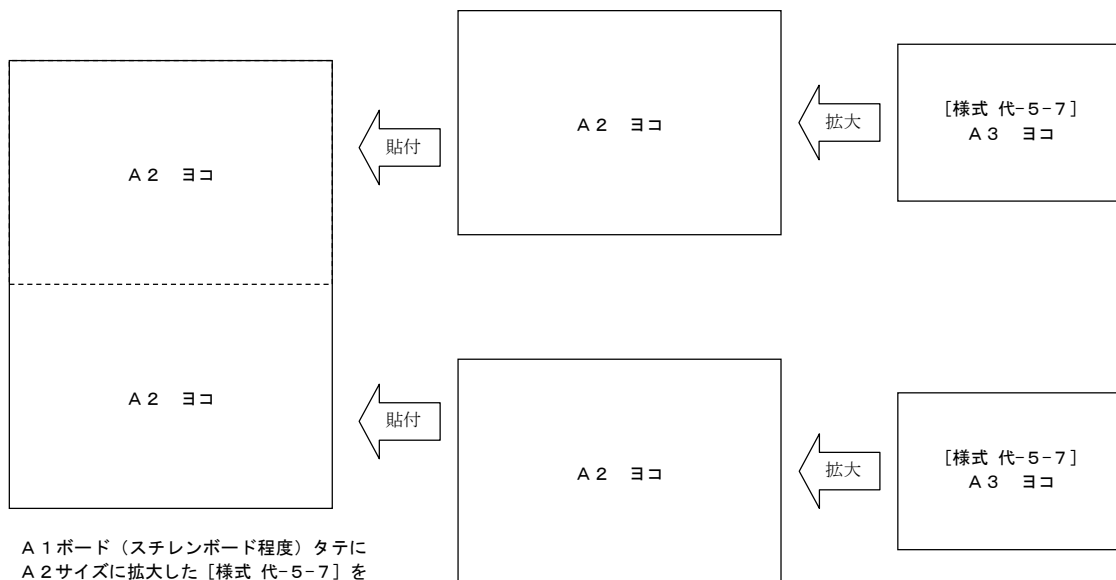 A2 ヨコ
貼付
A2 ヨコ
拡大
[様式 代-5-7]
A3 ヨコ
A2 ヨコ
貼付
A2 ヨコ
拡大
[様式 代-5-7]
A3 ヨコ
A1ボード（スチレンボード程度）タテに
A2サイズに拡大した［様式 代-5-7］を